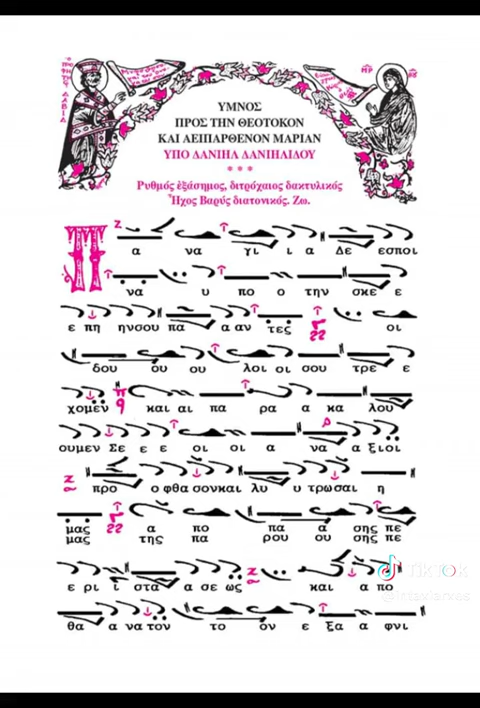 ΥΜΝΟΣ
ΠΡΟΣ ΤΗΝ ΘΕΟΤΟΚΟΝ
ΚΑΙ ΑΕΙΠΑΡΘΕΝΟΝ ΜΑΡΙΑΝ
ΥΠΟ ΔΑΝΙΗΛ ΔΑΝΙΗΛΙΔΟΥ
* * *
Ρυθμός ἑξάσημος, διτρόχαιος δακτυλικός
Ἦχος Βαρύς διατονικός. Ζω.
Π α να γι ι α Δε εσποι
να υ πο ο την σκε ε
ε πη ηνσου πα α αν τες οι
δου ου ου λοι οι σου τρε ε
χομεν και αι πα ρα α κα λου
ουμεν Σε ε ε οι οι α να α ξιοι
προ ο φθα σονκαι λυ υ τρωσαι η
μας α πο πα α σης πε
μας της πα ρου ου σης πε
ε ρι ι στα α σε ως και α πο
θα α να τον το ον ε ξα α φνι
TikTok